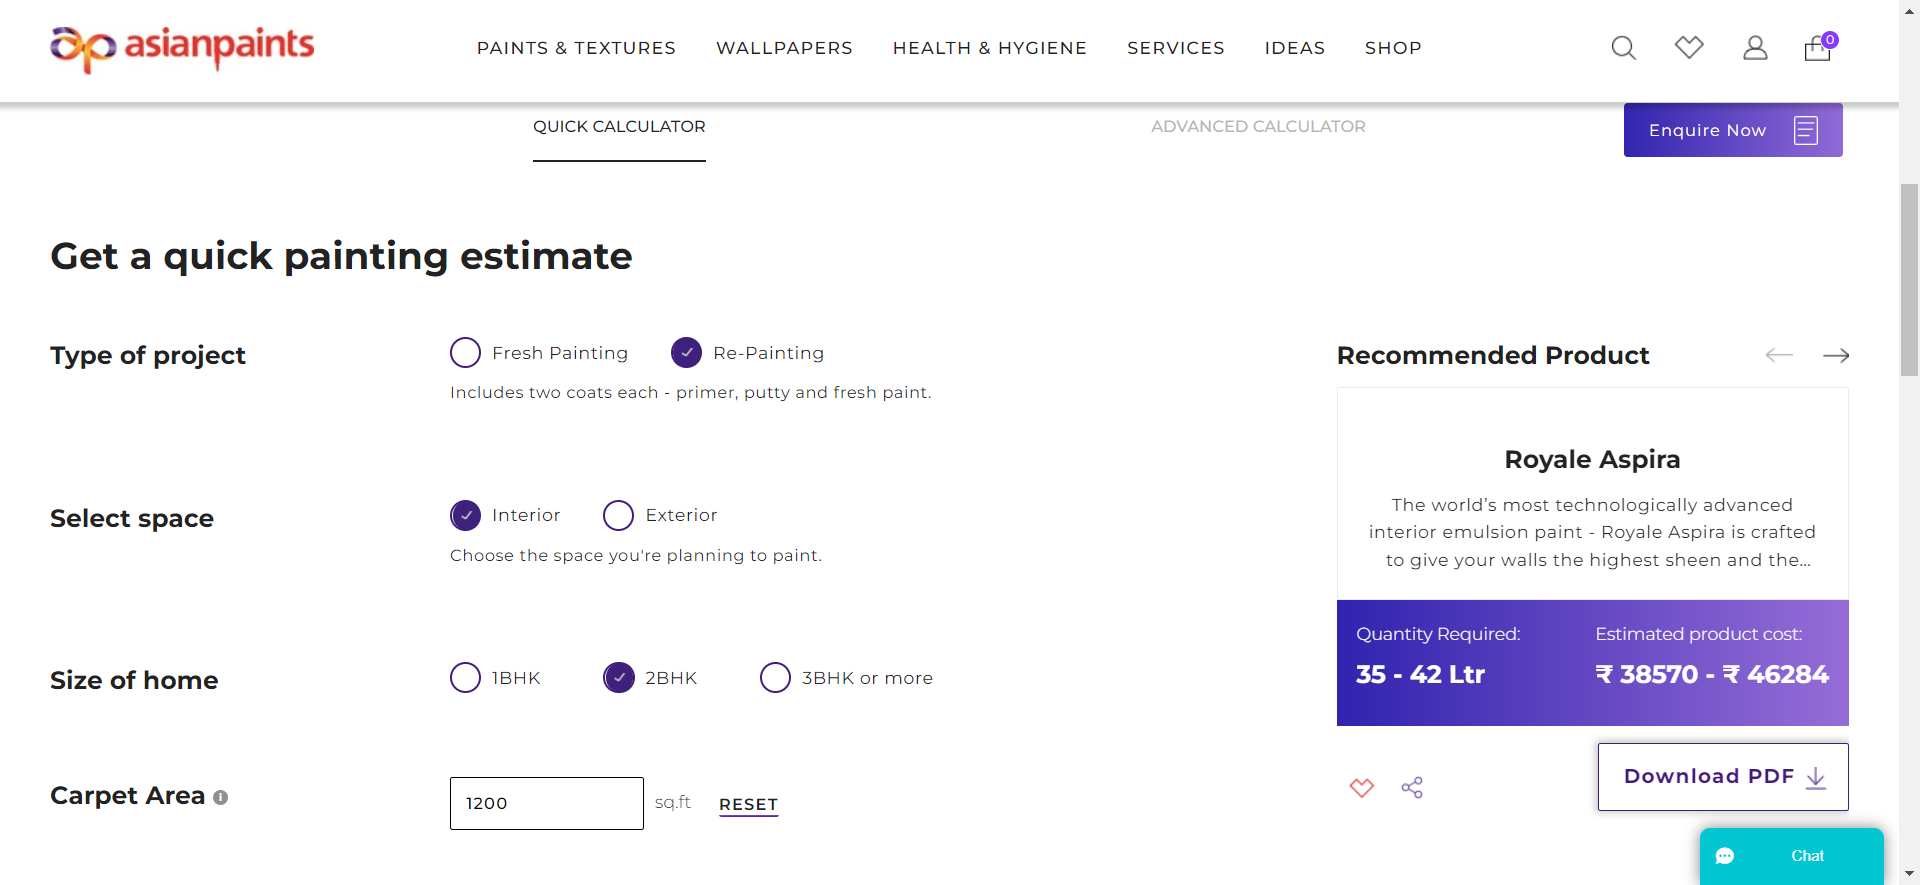 asianpaints
PAINTS & TEXTURES WALLPAPERS HEALTH & HYGIENE SERVICES IDEAS SHOP
0
QUICK CALCULATOR ADVANCED CALCULATOR
Enquire Now
Get a quick painting estimate
Type of project
Fresh Painting Re-Painting
Includes two coats each - primer, putty and fresh paint.
Select space
Interior Exterior
Choose the space you're planning to paint.
Size of home
1BHK 2BHK 3BHK or more
Carpet Area
1200 sq.ft RESET
Recommended Product
Royale Aspira
The world’s most technologically advanced
interior emulsion paint - Royale Aspira is crafted
to give your walls the highest sheen and the...
Quantity Required: Estimated product cost:
35 - 42 Ltr ₹ 38570 - ₹ 46284
Download PDF
Chat